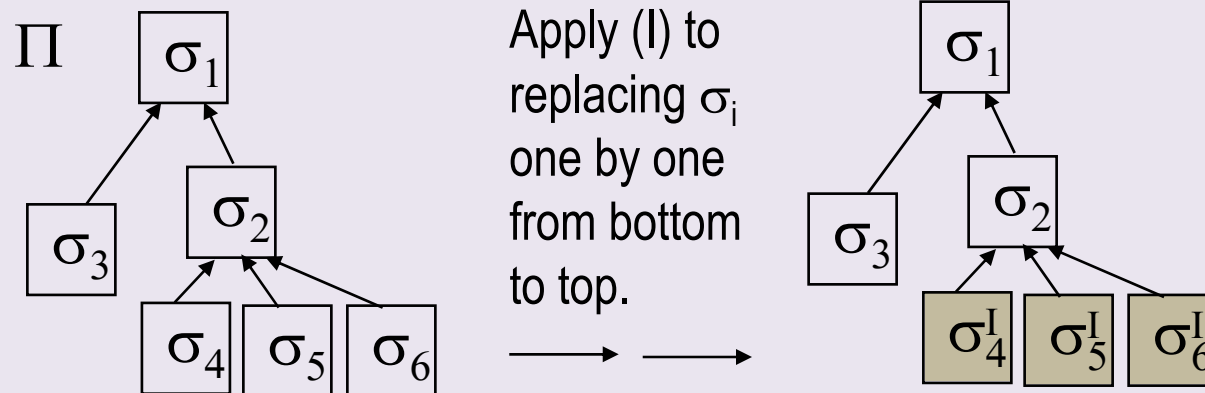 Π
σ₁
σ₃
σ₂
σ₄ σ₅ σ₆
Apply (I) to
replacing σᵢ
one by one
from bottom
to top.
σ₁
σ₃
σ₂
σ₄ᴵ σ₅ᴵ σ₆ᴵ